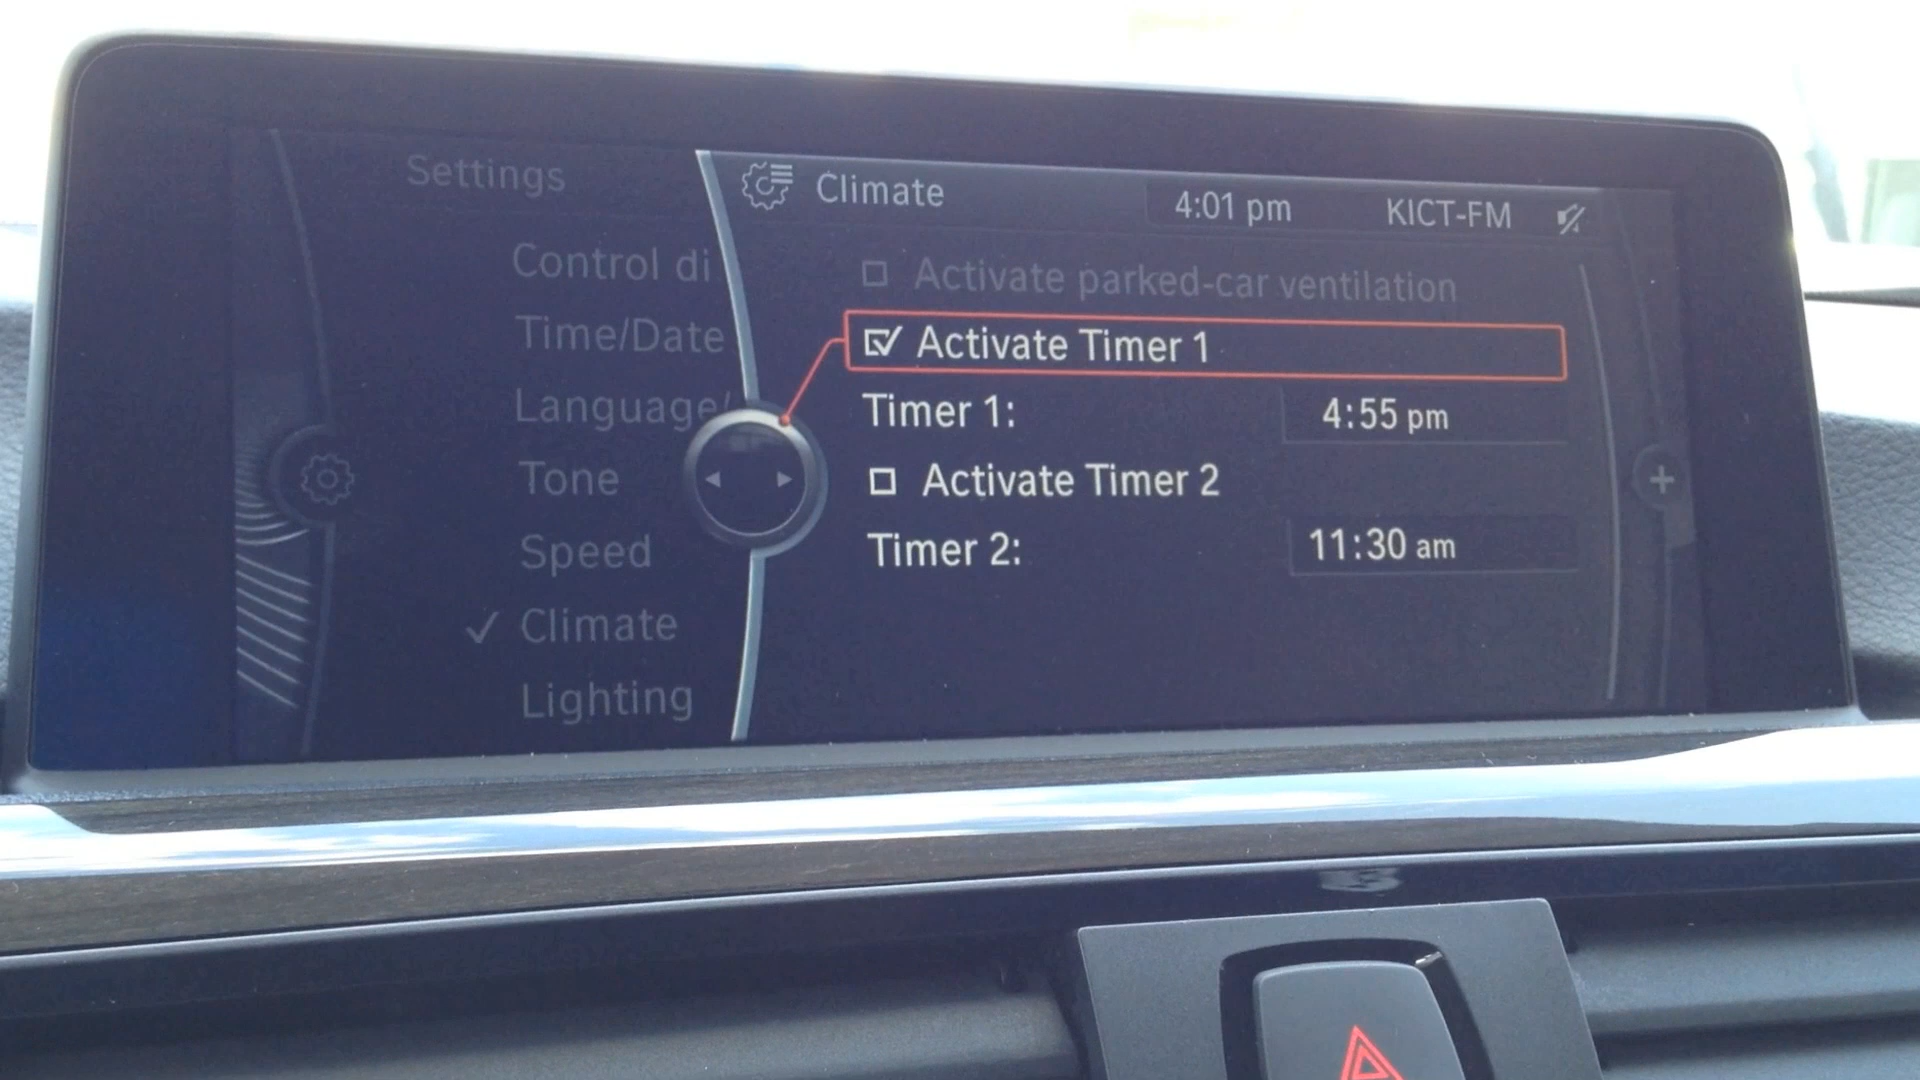 Settings
Control di
Time/Date
Language/
Tone
Speed
Climate
Lighting
Climate
4:01 pm
KICT-FM
Activate parked-car ventilation
Activate Timer 1
Timer 1: 4:55 pm
Activate Timer 2
Timer 2: 11:30 am